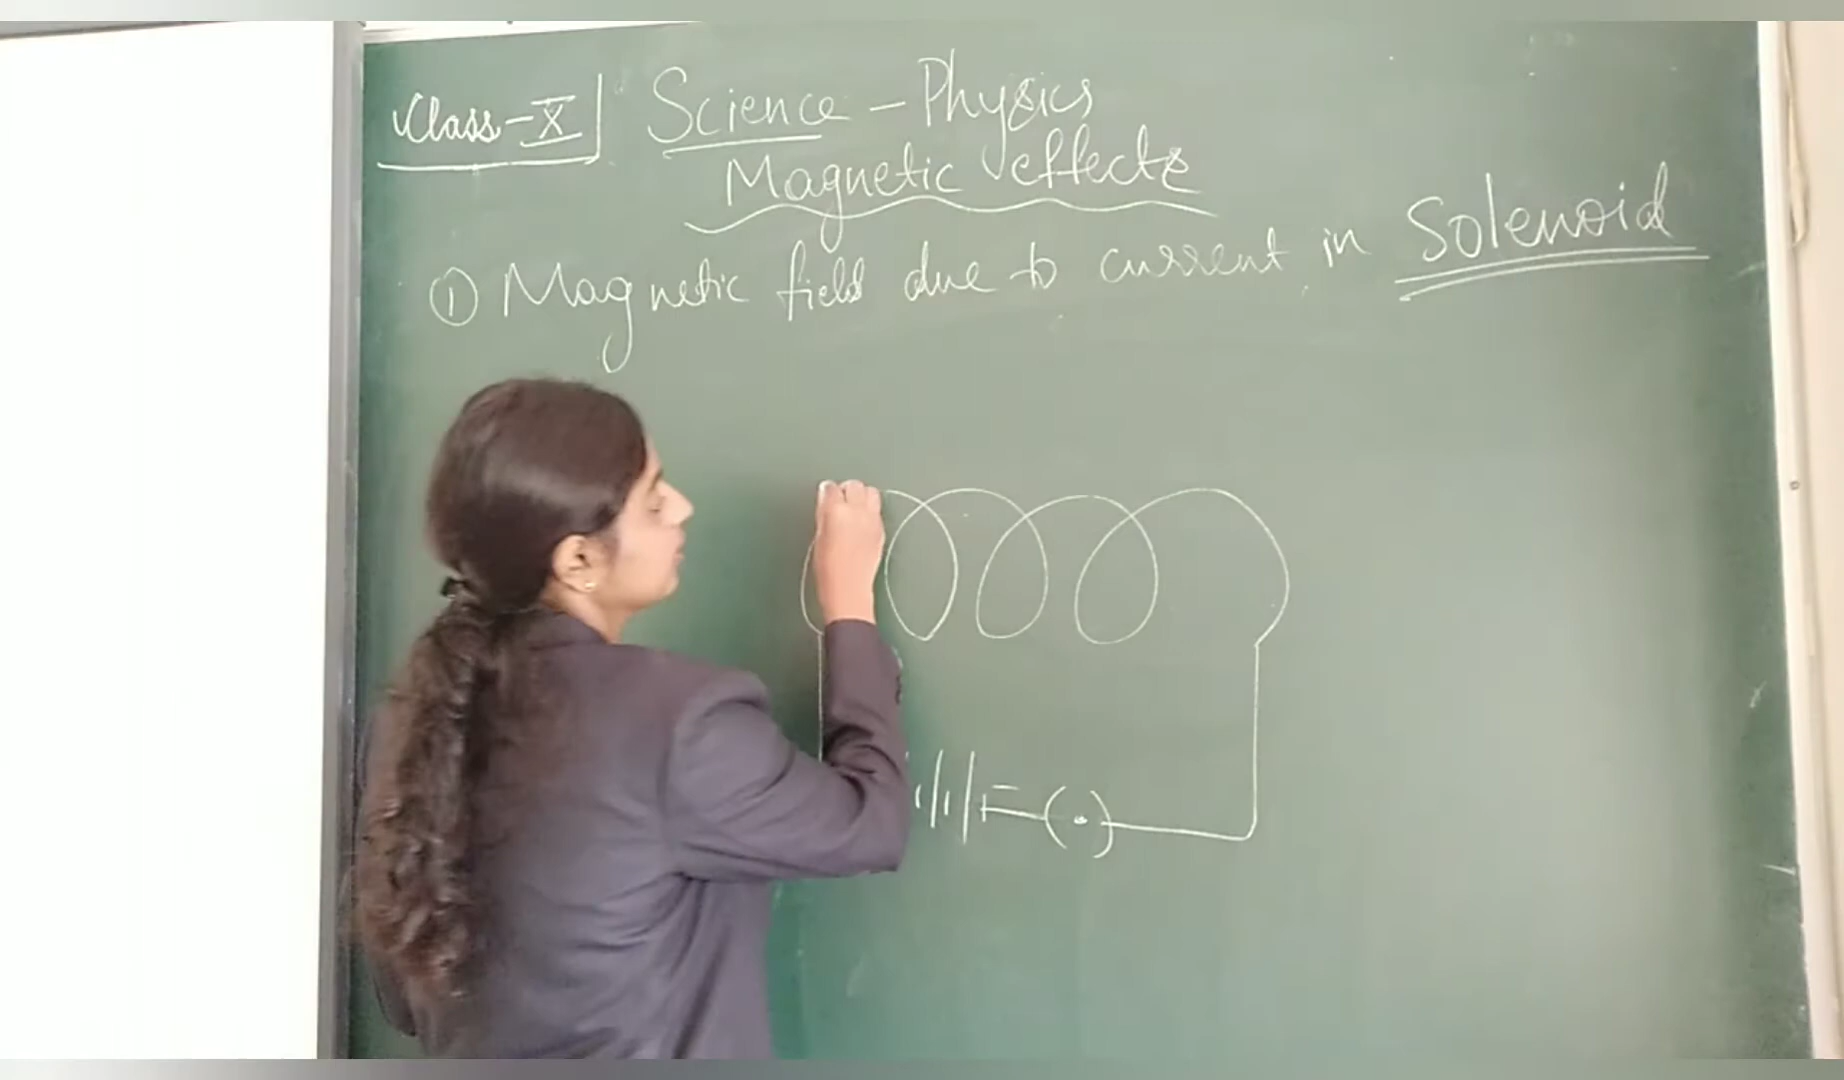 Class-X Science - Physics
Magnetic effects
① Magnetic field due to current in Solenoid